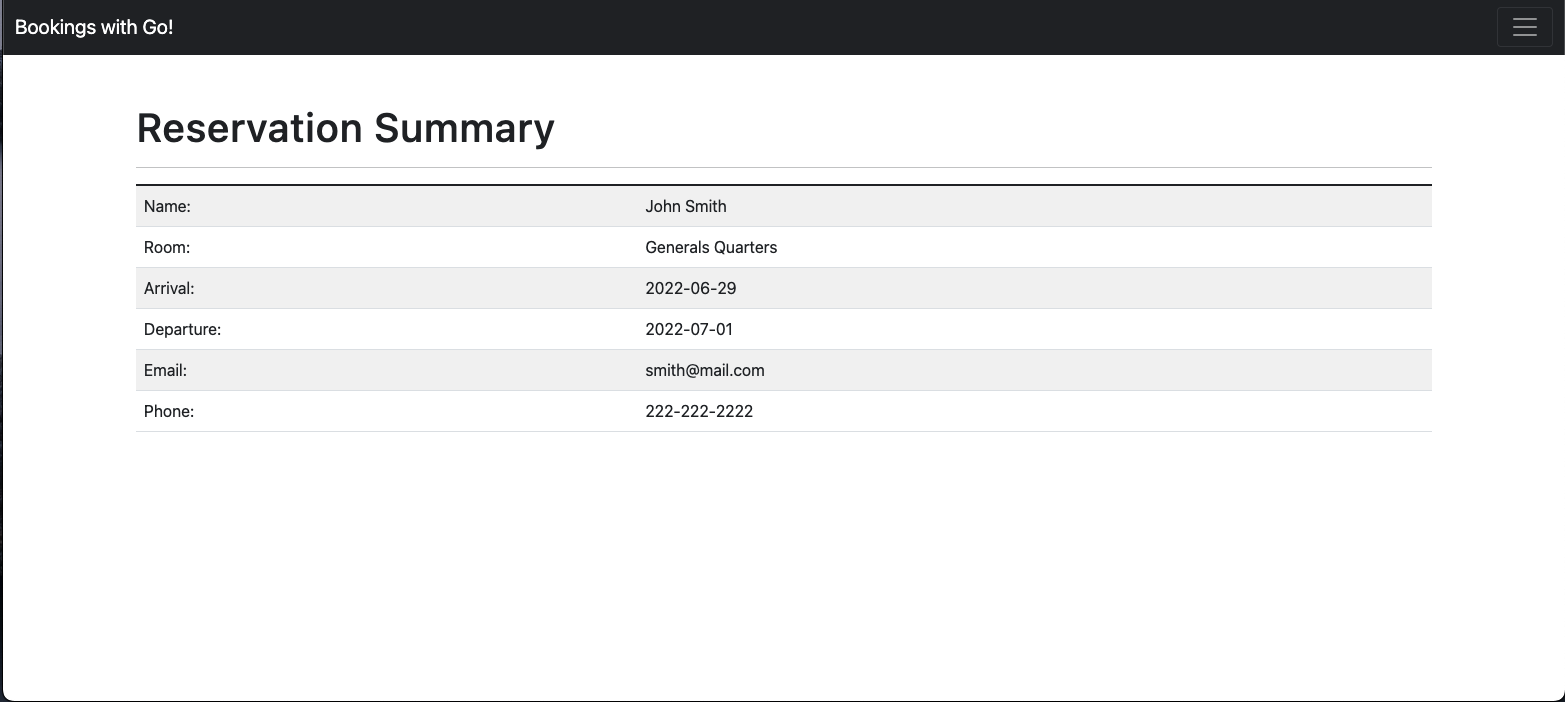 Bookings with Go!
Reservation Summary
Name: John Smith
Room: Generals Quarters
Arrival: 2022-06-29
Departure: 2022-07-01
Email: smith@mail.com
Phone: 222-222-2222